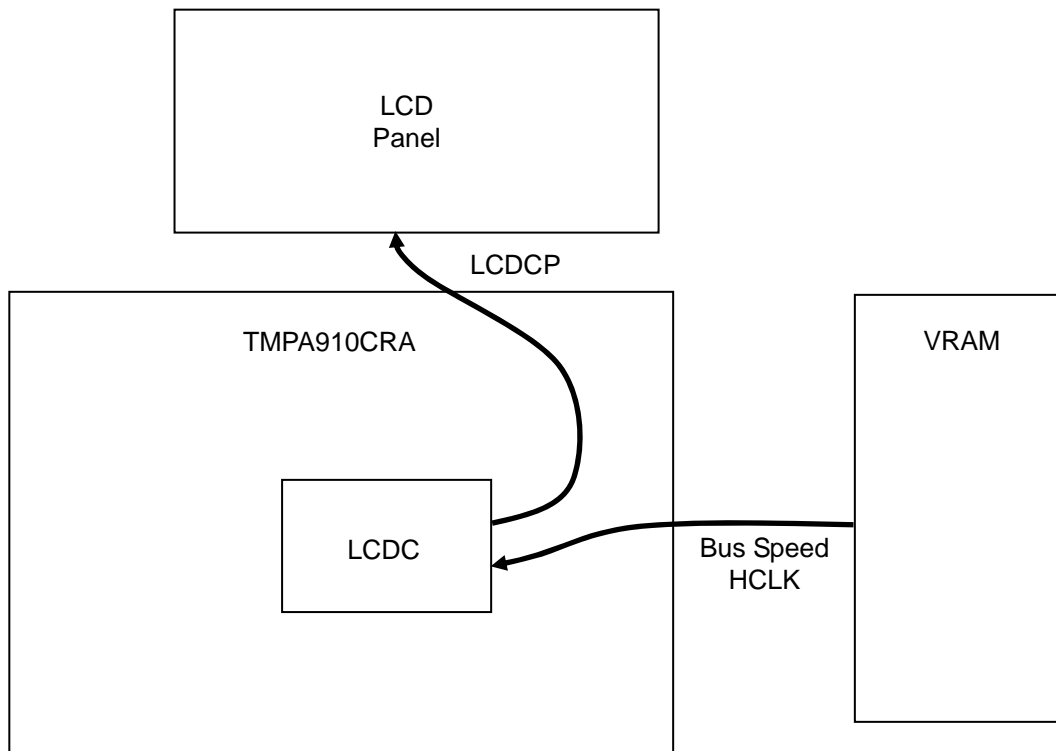 LCD
Panel
LCDCP
TMPA910CRA
VRAM
LCDC
Bus Speed
HCLK